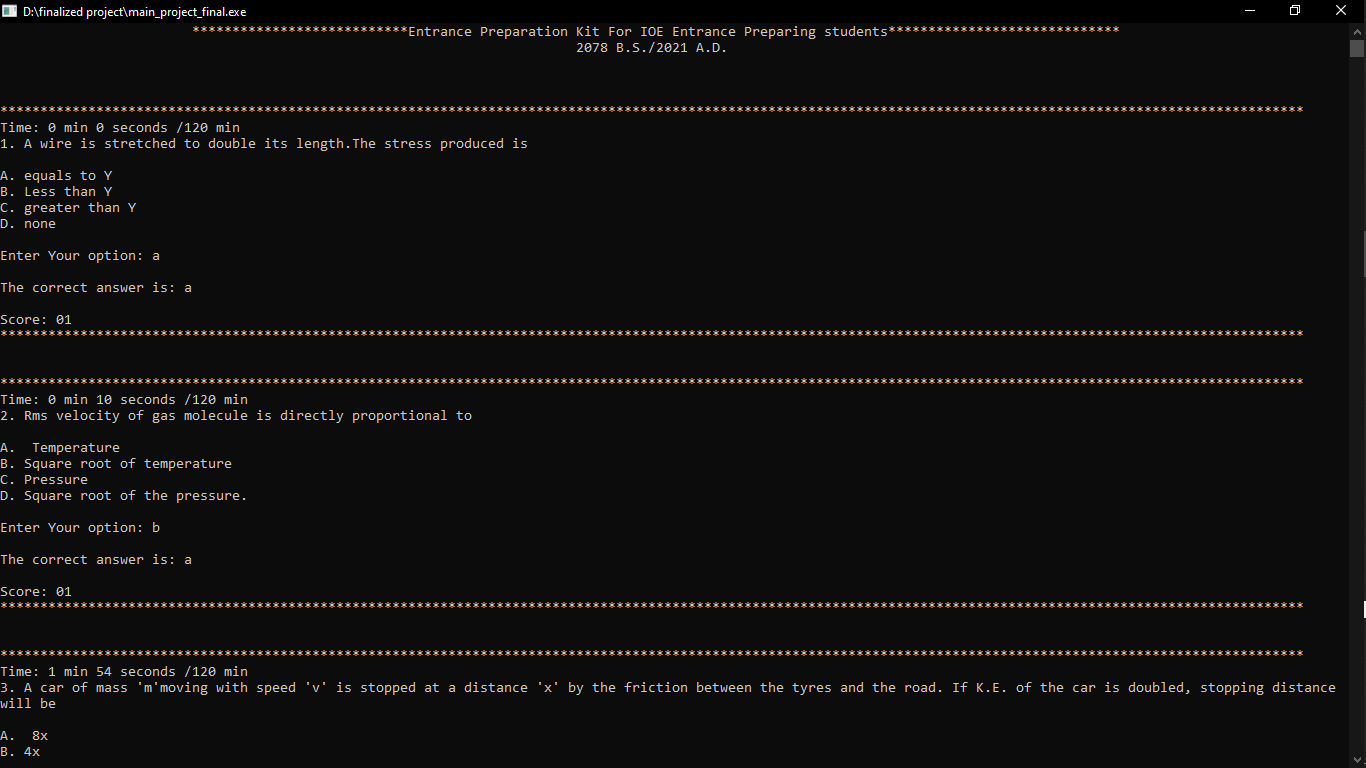 D:\finalized project\main_project_final.exe
***************************Entrance Preparation Kit For IOE Entrance Preparing students*****************************
2078 B.S./2021 A.D.
*******************************************************************************************************************************************************************
Time: 0 min 0 seconds /120 min
1. A wire is stretched to double its length.The stress produced is
A. equals to Y
B. Less than Y
C. greater than Y
D. none
Enter Your option: a
The correct answer is: a
Score: 01
*******************************************************************************************************************************************************************
*******************************************************************************************************************************************************************
Time: 0 min 10 seconds /120 min
2. Rms velocity of gas molecule is directly proportional to
A.  Temperature
B. Square root of temperature
C. Pressure
D. Square root of the pressure.
Enter Your option: b
The correct answer is: a
Score: 01
*******************************************************************************************************************************************************************
*******************************************************************************************************************************************************************
Time: 1 min 54 seconds /120 min
3. A car of mass 'm'moving with speed 'v' is stopped at a distance 'x' by the friction between the tyres and the road. If K.E. of the car is doubled, stopping distance
will be
A.  8x
B. 4x